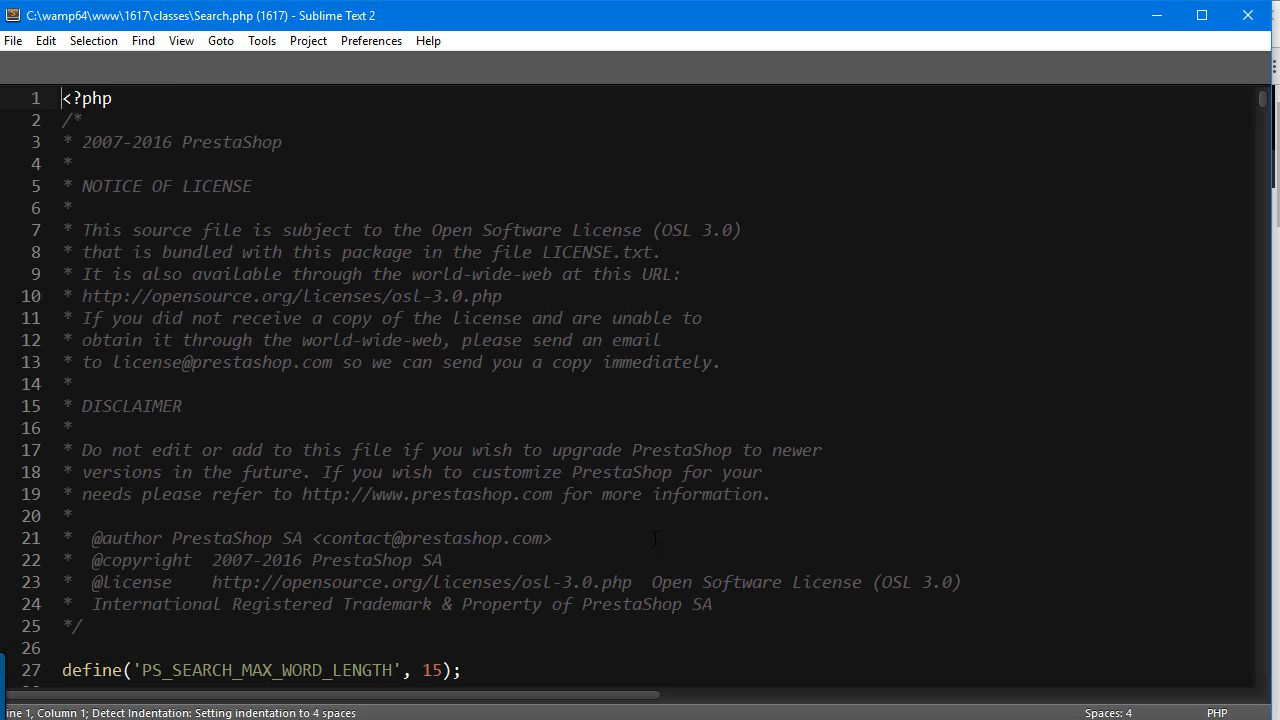 C:\wamp64\www\1617\classes\Search.php (1617) - Sublime Text 2
File Edit Selection Find View Goto Tools Project Preferences Help
1 <?php
2 /*
3 * 2007-2016 PrestaShop
4 *
5 * NOTICE OF LICENSE
6 *
7 * This source file is subject to the Open Software License (OSL 3.0)
8 * that is bundled with this package in the file LICENSE.txt.
9 * It is also available through the world-wide-web at this URL:
10 * http://opensource.org/licenses/osl-3.0.php
11 * If you did not receive a copy of the license and are unable to
12 * obtain it through the world-wide-web, please send an email
13 * to license@prestashop.com so we can send you a copy immediately.
14 *
15 * DISCLAIMER
16 *
17 * Do not edit or add to this file if you wish to upgrade PrestaShop to newer
18 * versions in the future. If you wish to customize PrestaShop for your
19 * needs please refer to http://www.prestashop.com for more information.
20 *
21 *  @author PrestaShop SA <contact@prestashop.com>
22 *  @copyright  2007-2016 PrestaShop SA
23 *  @license    http://opensource.org/licenses/osl-3.0.php  Open Software License (OSL 3.0)
24 *  International Registered Trademark & Property of PrestaShop SA
25 */
26
27 define('PS_SEARCH_MAX_WORD_LENGTH', 15);
ine 1, Column 1; Detect Indentation: Setting indentation to 4 spaces Spaces: 4 PHP